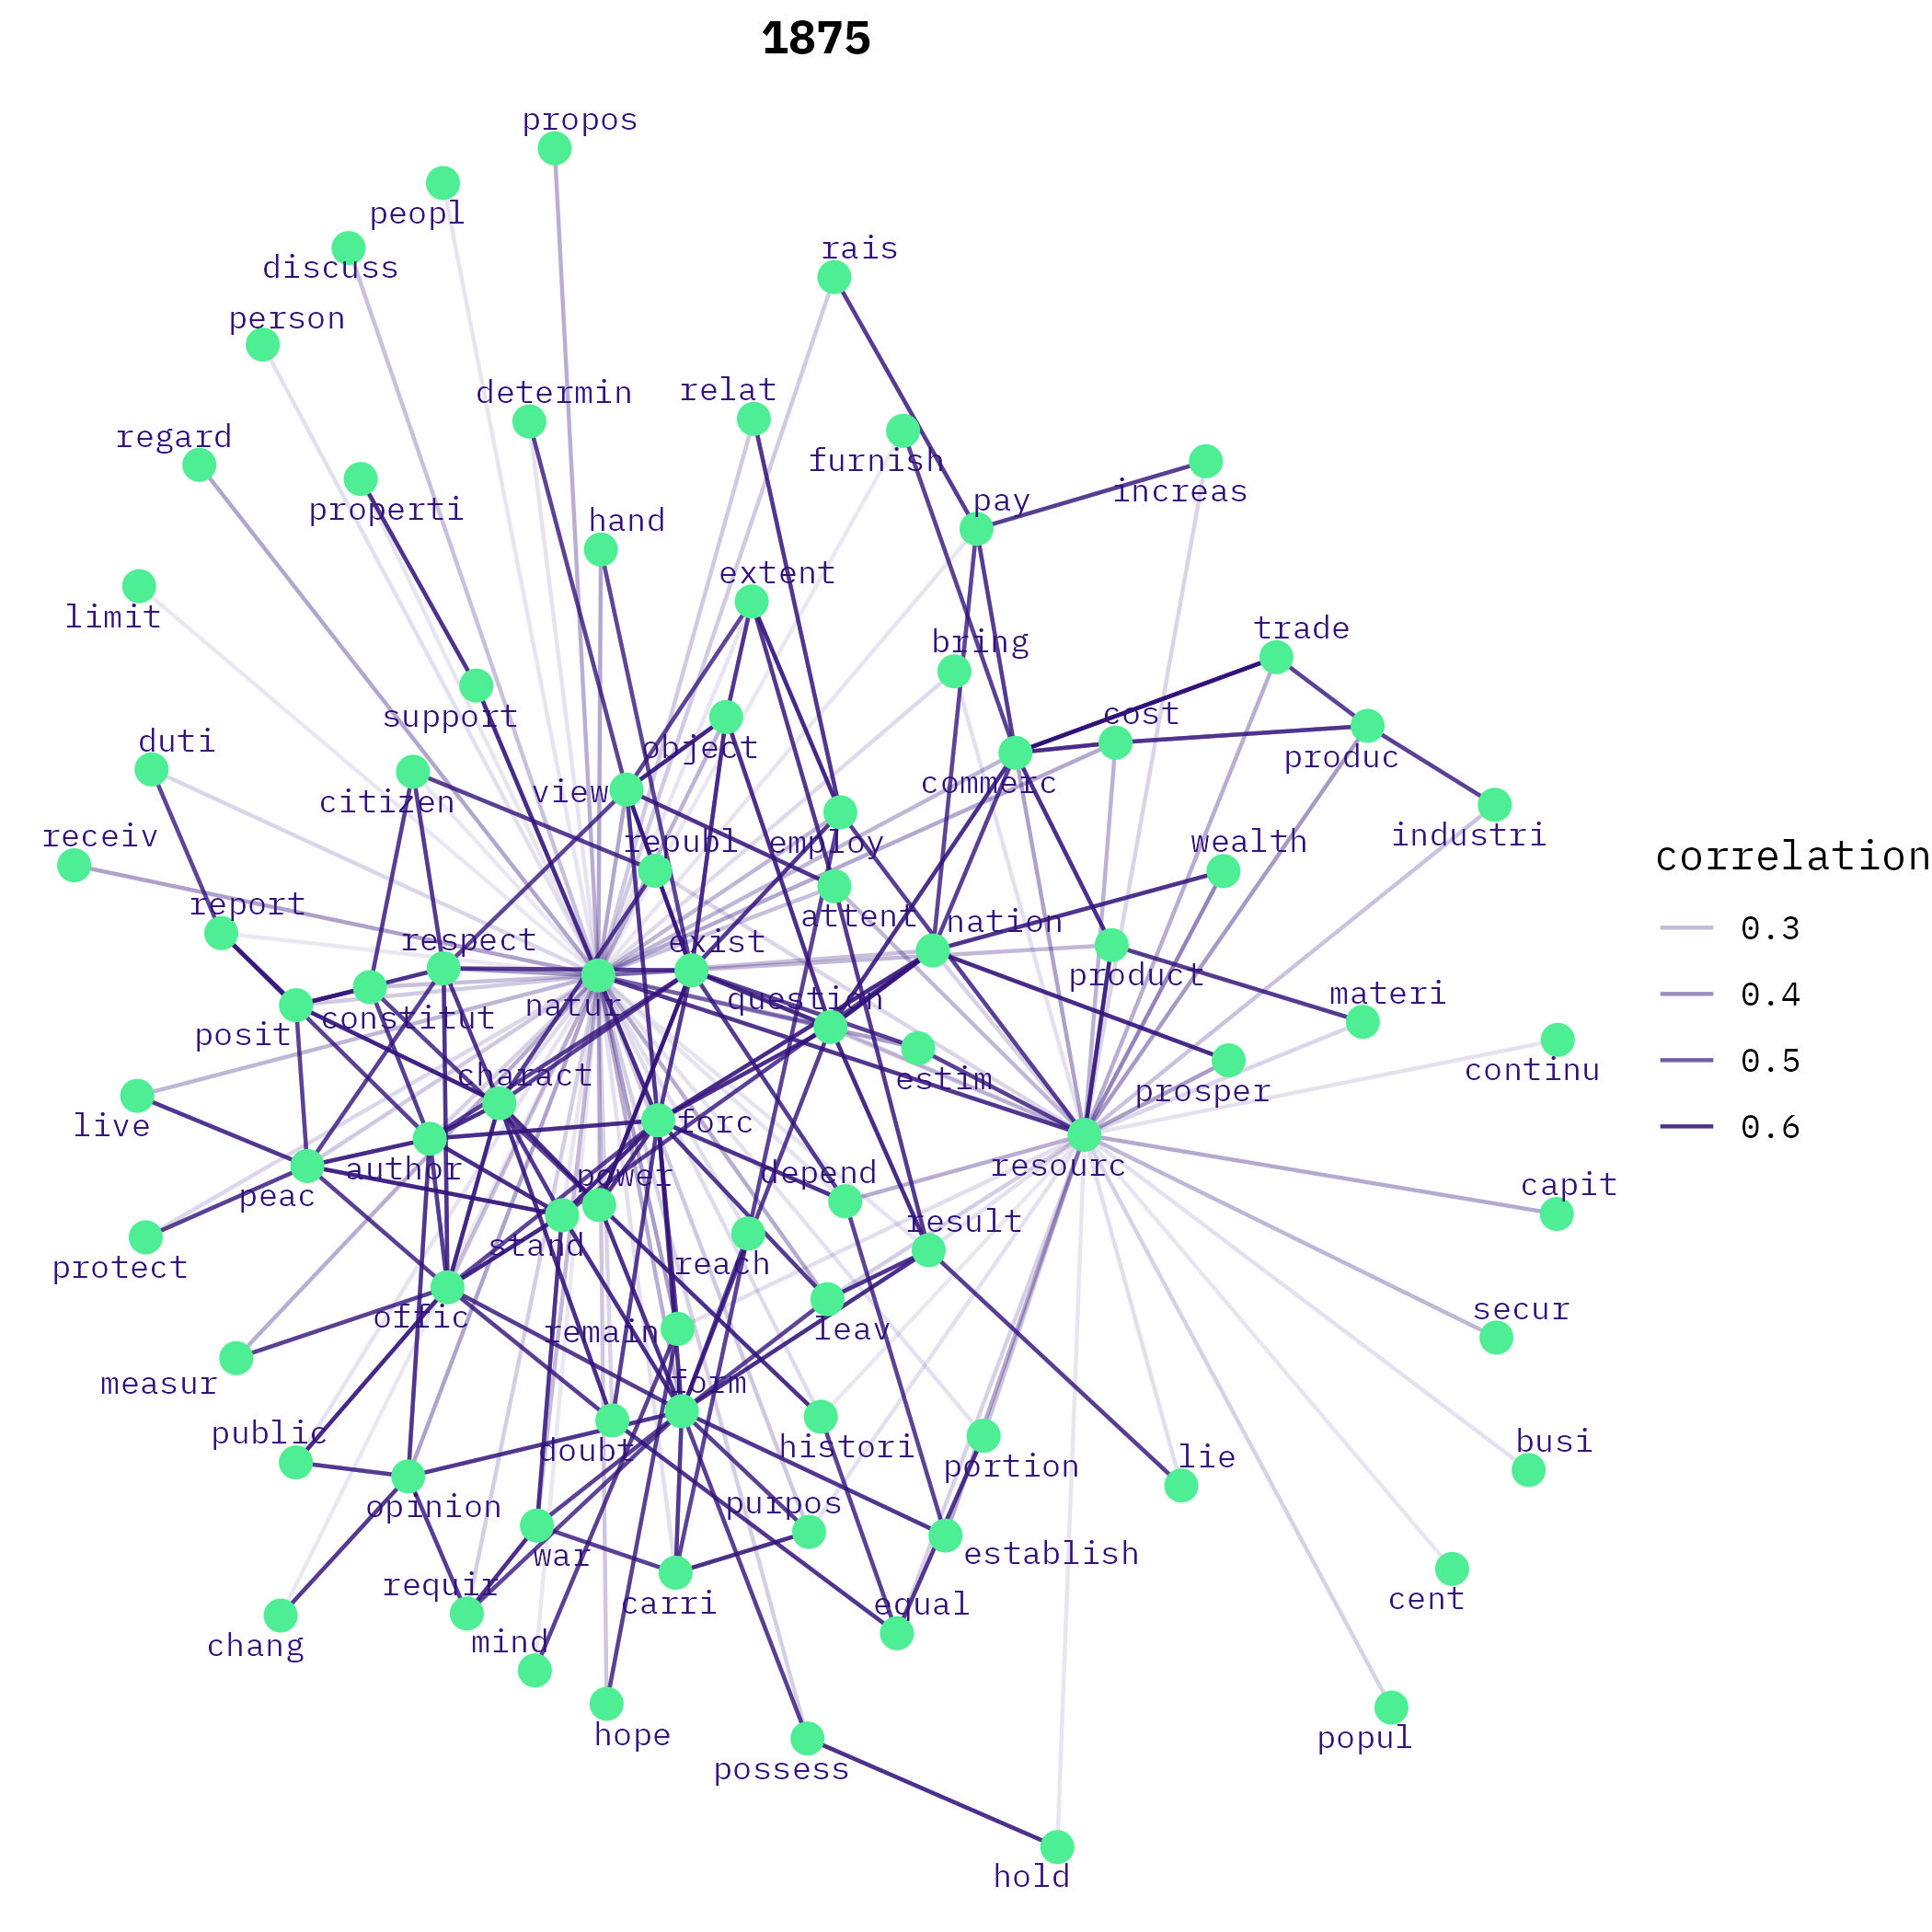 1875
propos
peopl
rais
discuss
person
relat
determin
regard
furnish
increas
pay
properti
hand
extent
limit
trade
bring
cost
support
duti
object
produc
commerc
view
citizen
industri
receiv
republ
employ
wealth
correlation
report
attent
nation
0.3
respect
exist
product
materi
0.4
natur
question
constitut
posit
0.5
continu
charact
estim
prosper
forc
live
0.6
resourc
author
power
depend
capit
peac
result
stand
reach
protect
secur
offic
leav
remain
form
measur
public
busi
histori
doubt
lie
portion
purpos
opinion
establish
war
requir
cent
carri
equal
mind
chang
hope
popul
possess
hold